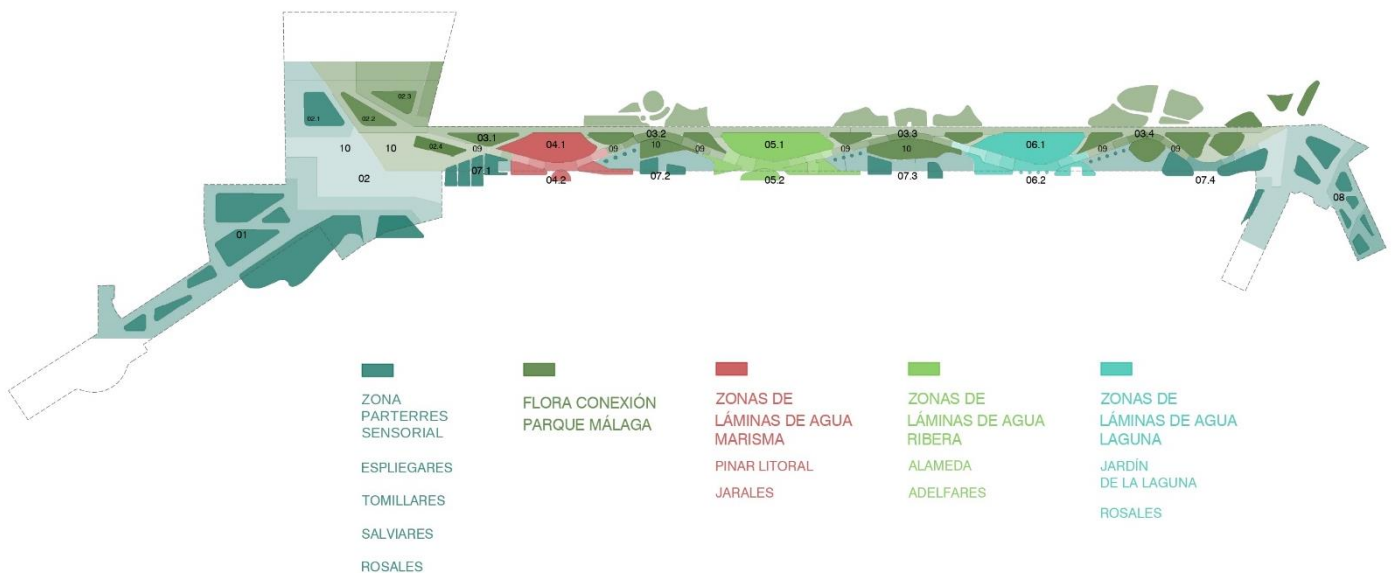 02.3
02.1
02.2
02.4
10
10
02
01
03.1
09
07.1
04.1
04.2
09
03.2
10
09
07.2
05.1
05.2
09
03.3
10
07.3
06.1
06.2
09
03.4
07.4
08
ZONA
PARTERRES
SENSORIAL
ESPLIEGARES
TOMILLARES
SALVIARES
ROSALES
FLORA CONEXIÓN
PARQUE MÁLAGA
ZONAS DE
LÁMINAS DE AGUA
MARISMA
PINAR LITORAL
JARALES
ZONAS DE
LÁMINAS DE AGUA
RIBERA
ALAMEDA
ADELFARES
ZONAS DE
LÁMINAS DE AGUA
LAGUNA
JARDÍN
DE LA LAGUNA
ROSALES